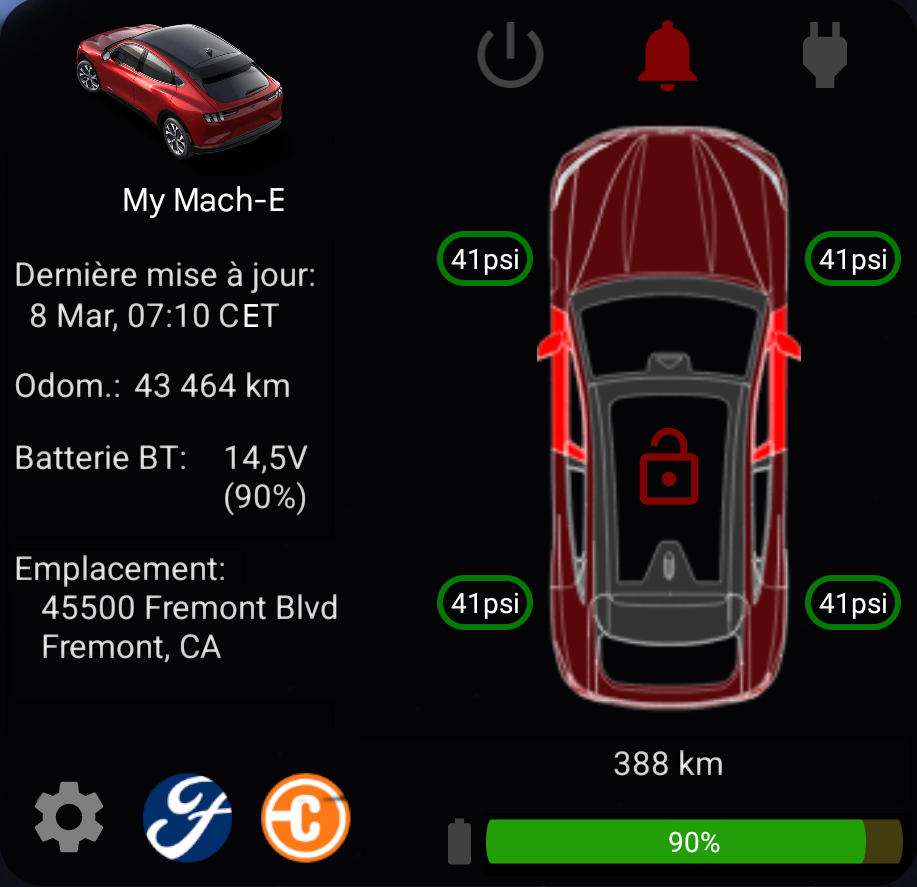 My Mach-E
Dernière mise à jour:
8 Mar, 07:10 CET
Odom.: 43 464 km
Batterie BT: 14,5V
(90%)
Emplacement:
45500 Fremont Blvd
Fremont, CA
41psi 41psi
41psi 41psi
388 km
90%